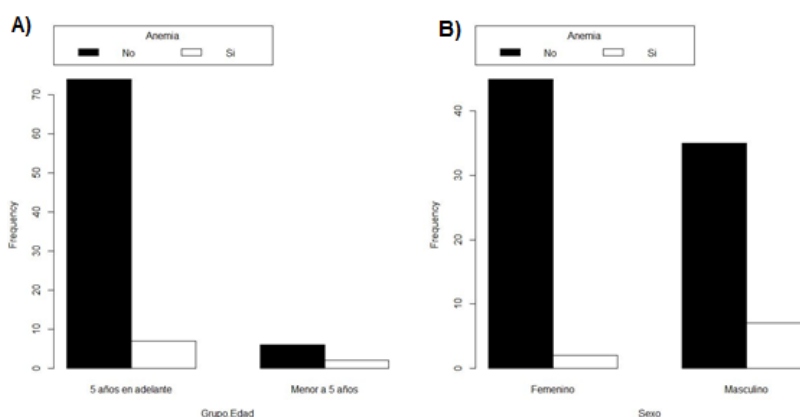 A)
Anemia
No Si
70
60
50
40
30
20
10
0
Frequency
5 años en adelante Menor a 5 años
Grupo Edad
B)
Anemia
No Si
40
30
20
10
0
Frequency
Femenino Masculino
Sexo